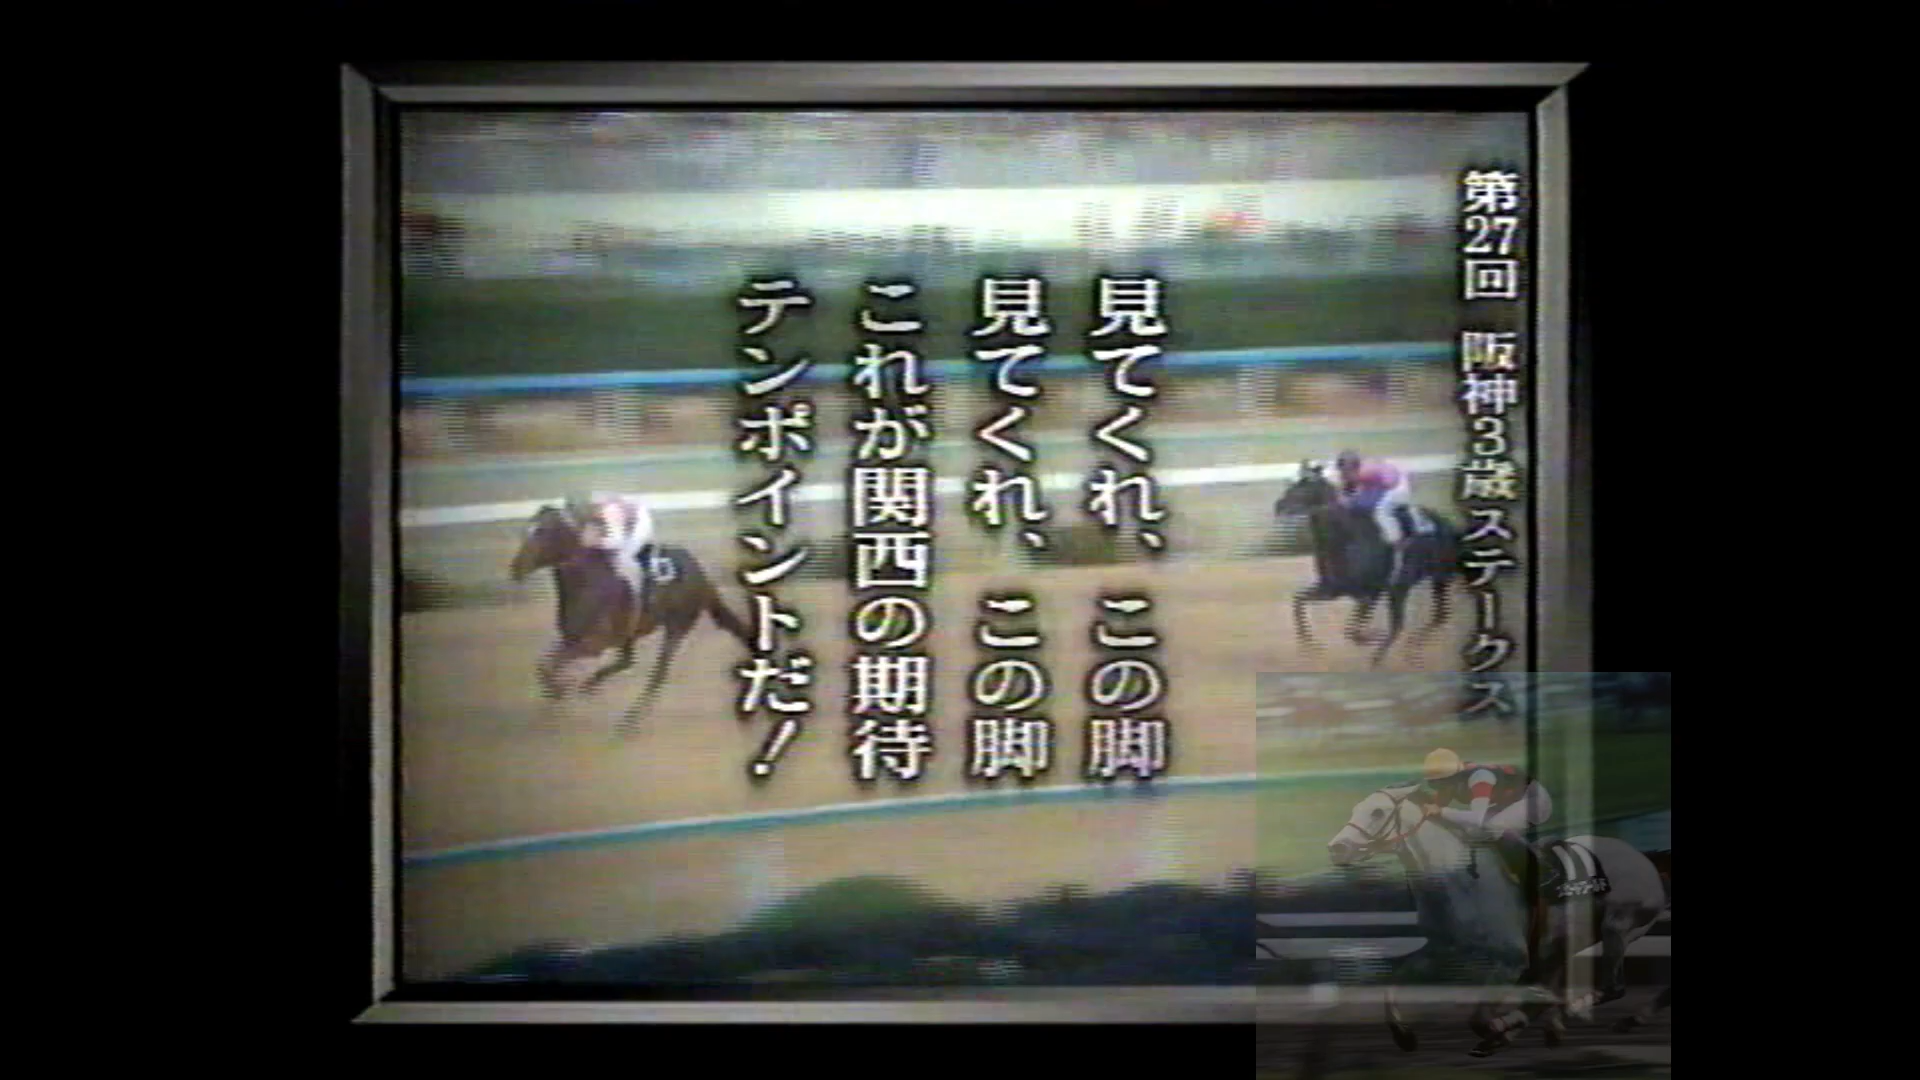 第27回 阪神3歳ステークス
見てくれ、この脚
見てくれ、この脚
これが関西の期待
テンポイントだ！
6
11